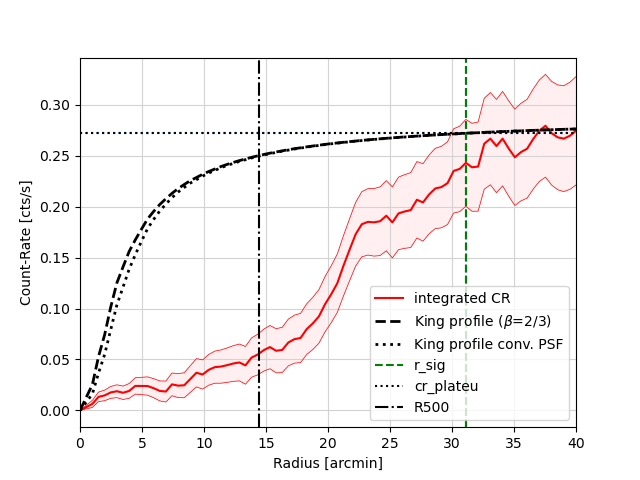 0.30
0.25
0.20
0.15
0.10
0.05
0.00
Count-Rate [cts/s]
integrated CR
King profile (β=2/3)
King profile conv. PSF
r_sig
cr_plateu
R500
0 5 10 15 20 25 30 35 40
Radius [arcmin]